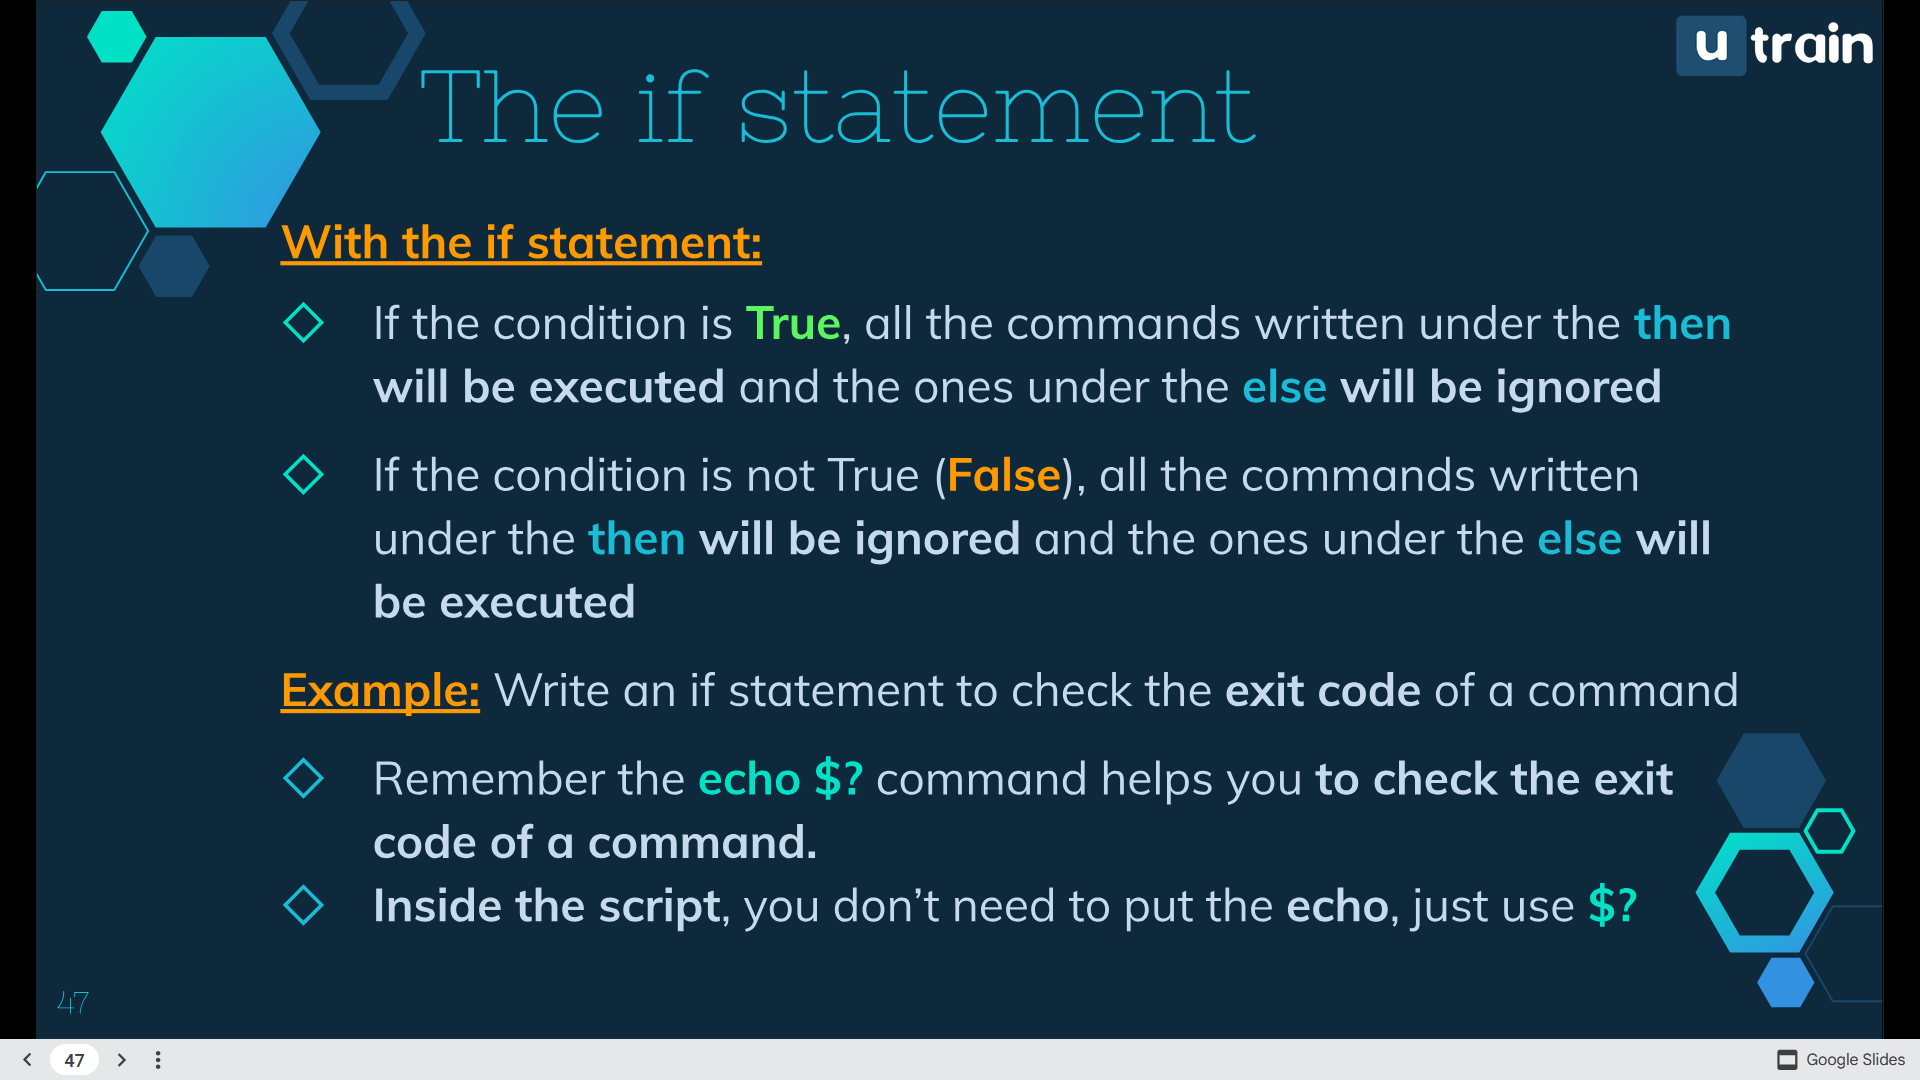 u train
The if statement
With the if statement:
If the condition is True, all the commands written under the then
will be executed and the ones under the else will be ignored
If the condition is not True (False), all the commands written
under the then will be ignored and the ones under the else will
be executed
Example: Write an if statement to check the exit code of a command
Remember the echo $? command helps you to check the exit
code of a command.
Inside the script, you don’t need to put the echo, just use $?
47
47
Google Slides